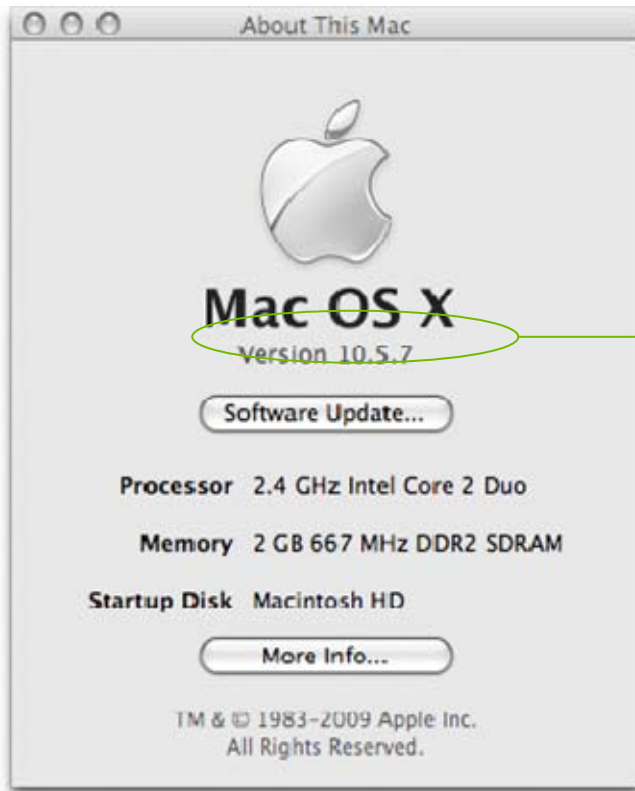 About This Mac
Mac OS X
Version 10.5.7
Software Update...
Processor 2.4 GHz Intel Core 2 Duo
Memory 2 GB 667 MHz DDR2 SDRAM
Startup Disk Macintosh HD
More Info...
TM & © 1983–2009 Apple Inc.
All Rights Reserved.